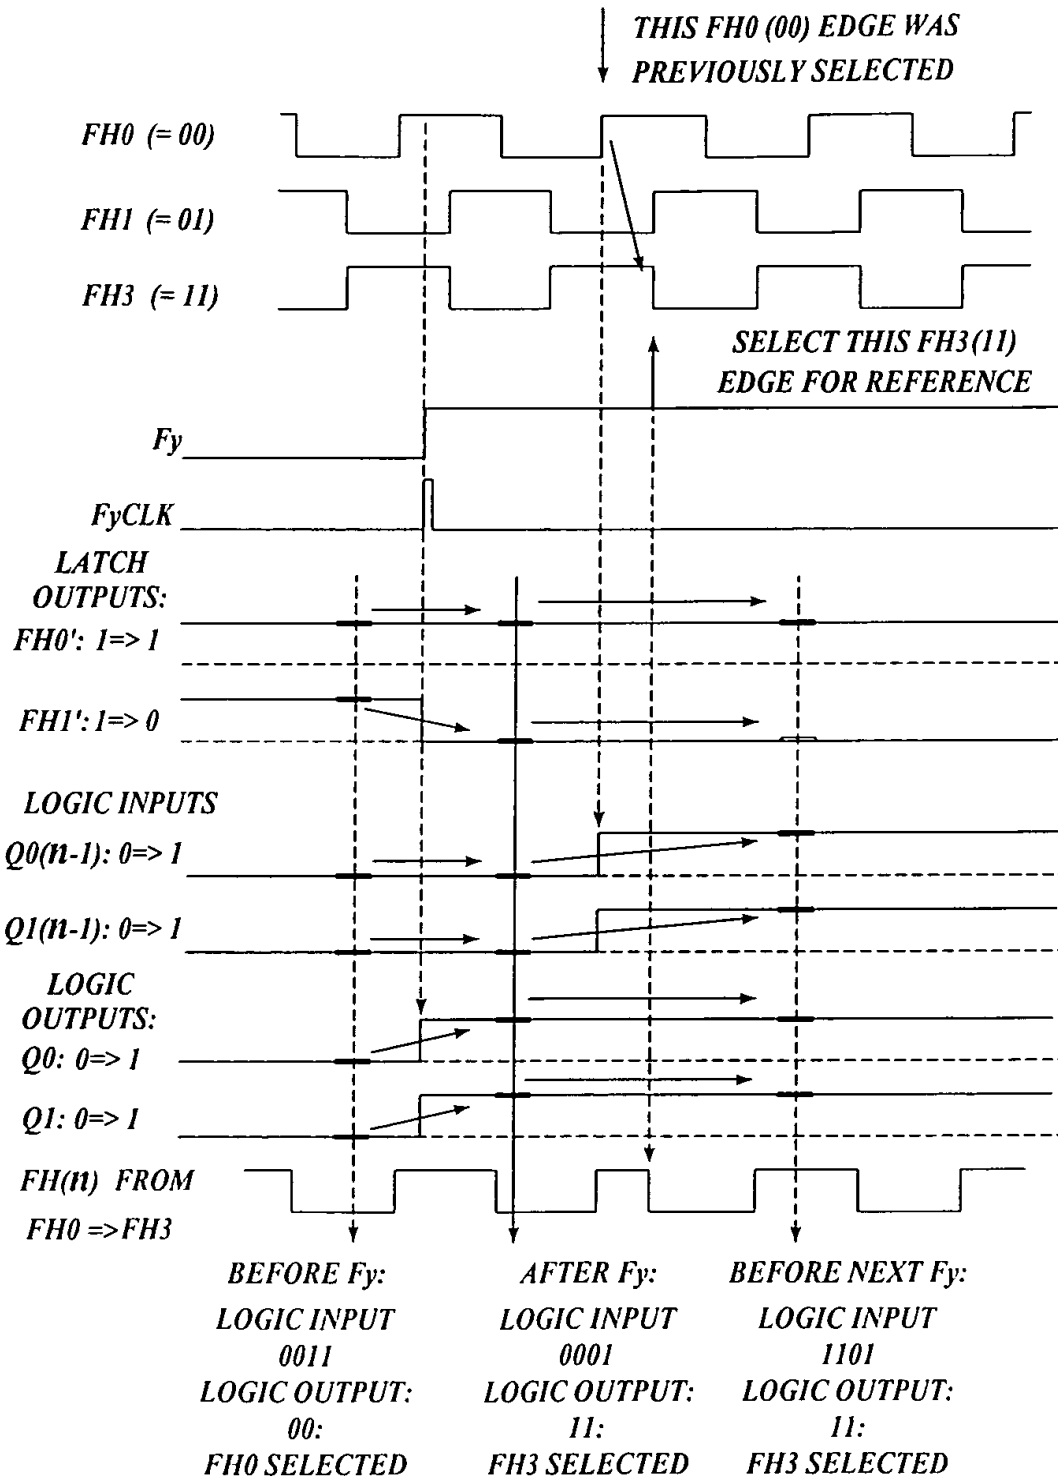 THIS FH0 (00) EDGE WAS
PREVIOUSLY SELECTED
FH0 (= 00)
FH1 (= 01)
FH3 (= 11)
SELECT THIS FH3(11)
EDGE FOR REFERENCE
Fy
FyCLK
LATCH
OUTPUTS:
FH0': 1=> 1
FH1': 1=> 0
LOGIC INPUTS
Q0(n-1): 0=> 1
Q1(n-1): 0=> 1
LOGIC
OUTPUTS:
Q0: 0=> 1
Q1: 0=> 1
FH(n) FROM
FH0 =>FH3
BEFORE Fy:
LOGIC INPUT
0011
LOGIC OUTPUT:
00:
FH0 SELECTED
AFTER Fy:
LOGIC INPUT
0001
LOGIC OUTPUT:
11:
FH3 SELECTED
BEFORE NEXT Fy:
LOGIC INPUT
1101
LOGIC OUTPUT:
11:
FH3 SELECTED